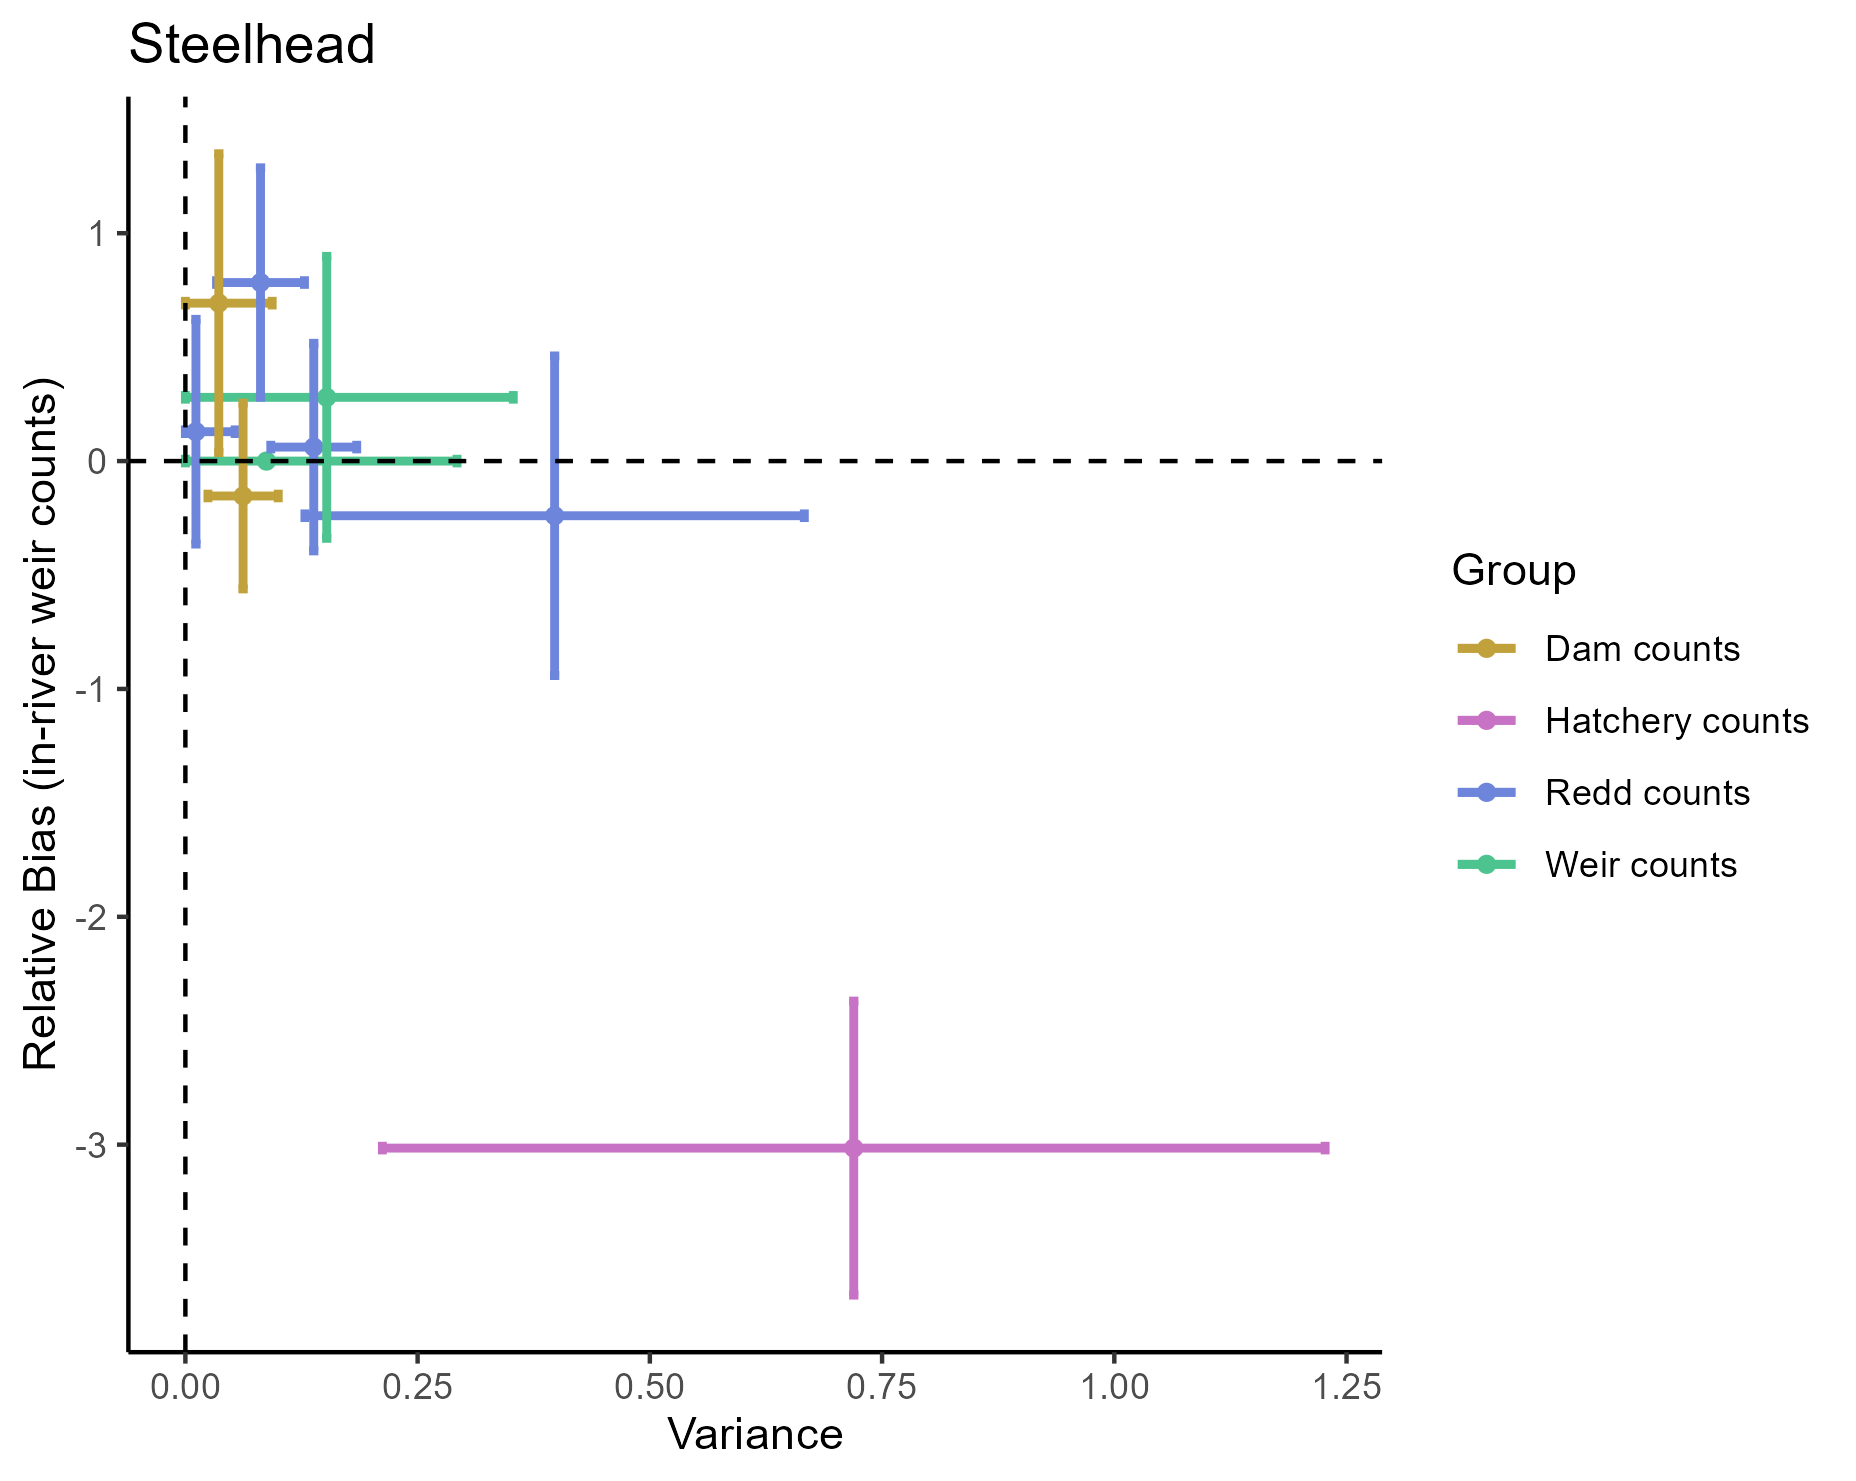 Steelhead
Relative Bias (in-river weir counts)
1
0
-1
-2
-3
0.00 0.25 0.50 0.75 1.00 1.25
Variance
Group
Dam counts
Hatchery counts
Redd counts
Weir counts